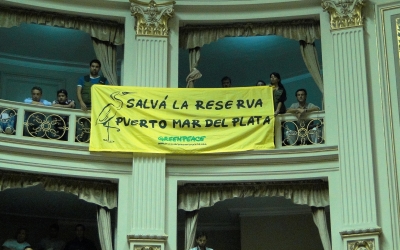 SALVÁ LA RESERVA
PUERTO MAR DEL PLATA
GREENPEACE